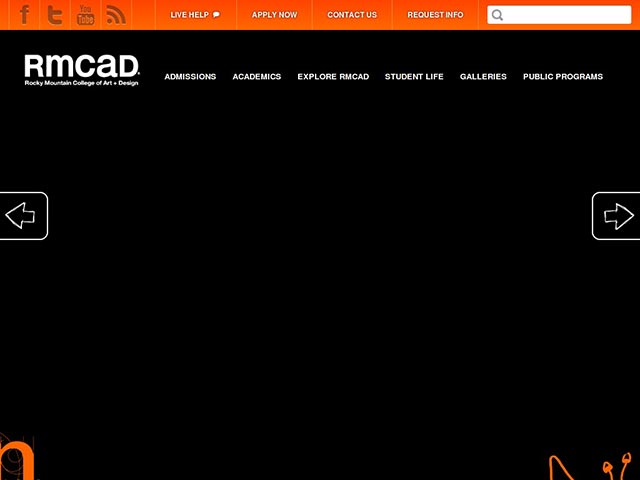 LIVE HELP
APPLY NOW
CONTACT US
REQUEST INFO
f
t
You Tube
RMCAD
Rocky Mountain College of Art + Design
ADMISSIONS
ACADEMICS
EXPLORE RMCAD
STUDENT LIFE
GALLERIES
PUBLIC PROGRAMS
n